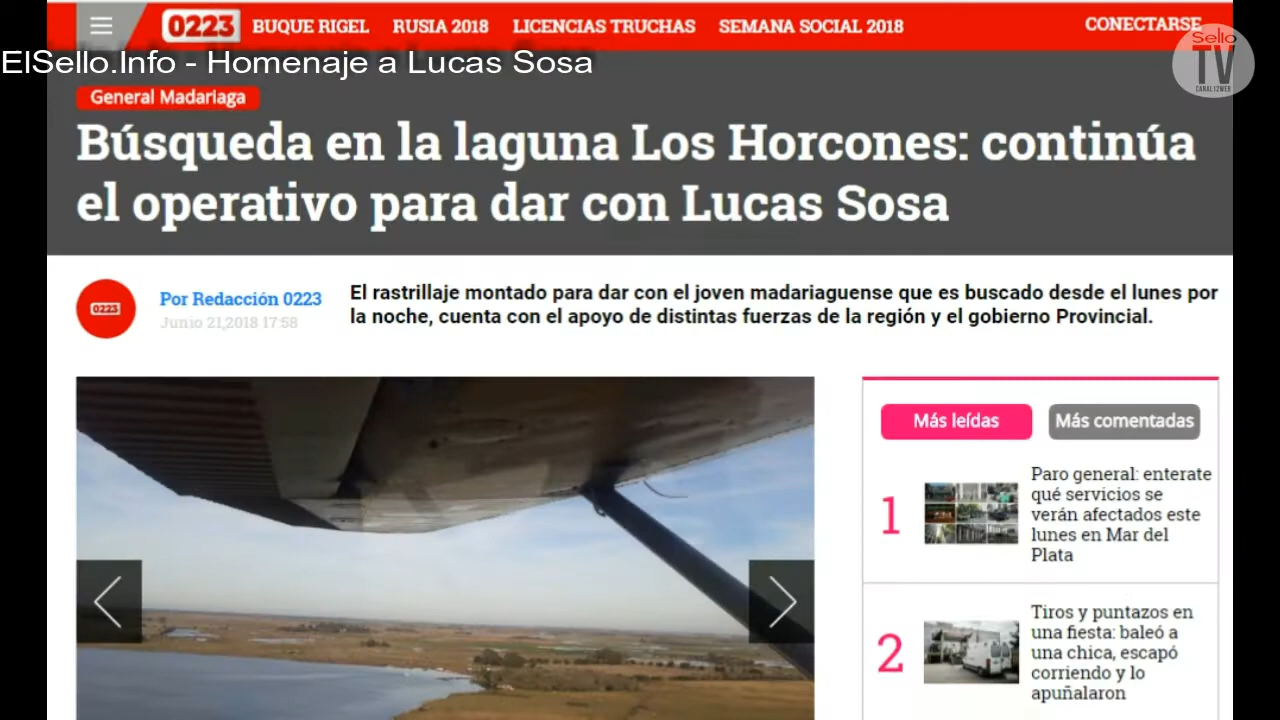 0223 BUQUE RIGEL RUSIA 2018 LICENCIAS TRUCHAS SEMANA SOCIAL 2018 CONECTARSE
Sello
TV
CANAL12WEB
ElSello.Info - Homenaje a Lucas Sosa
General Madariaga
Búsqueda en la laguna Los Horcones: continúa
el operativo para dar con Lucas Sosa
0223
Por Redacción 0223
Junio 21,2018 17:58
El rastrillaje montado para dar con el joven madariaguense que es buscado desde el lunes por
la noche, cuenta con el apoyo de distintas fuerzas de la región y el gobierno Provincial.
Más leídas
Más comentadas
1
Paro general: enterate
qué servicios se
verán afectados este
lunes en Mar del
Plata
2
Tiros y puntazos en
una fiesta: baleó a
una chica, escapó
corriendo y lo
apuñalaron